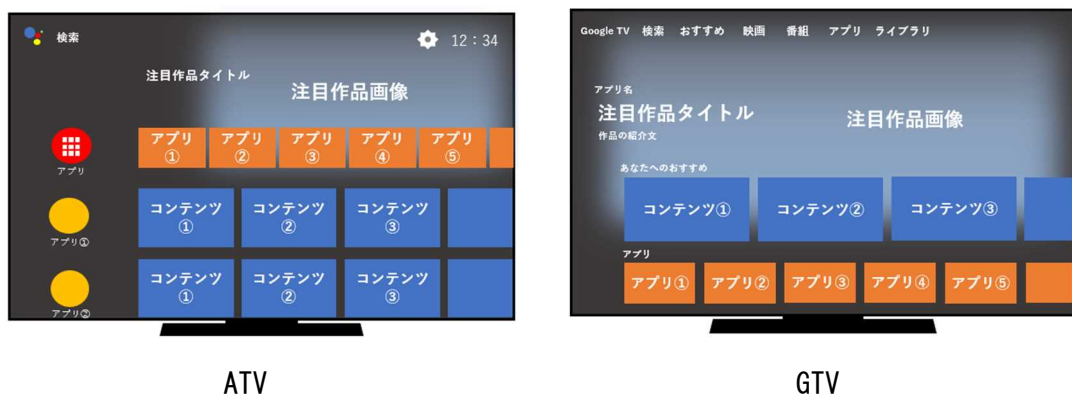 検索
12:34
注目作品タイトル
注目作品画像
アプリ
アプリ
①
アプリ
②
アプリ
③
アプリ
④
アプリ
⑤
アプリ①
コンテンツ
①
コンテンツ
②
コンテンツ
③
アプリ②
コンテンツ
①
コンテンツ
②
コンテンツ
③
ATV
Google TV 検索 おすすめ 映画 番組 アプリ ライブラリ
アプリ名
注目作品タイトル
作品の紹介文
注目作品画像
あなたへのおすすめ
コンテンツ① コンテンツ② コンテンツ③
アプリ
アプリ① アプリ② アプリ③ アプリ④ アプリ⑤
GTV